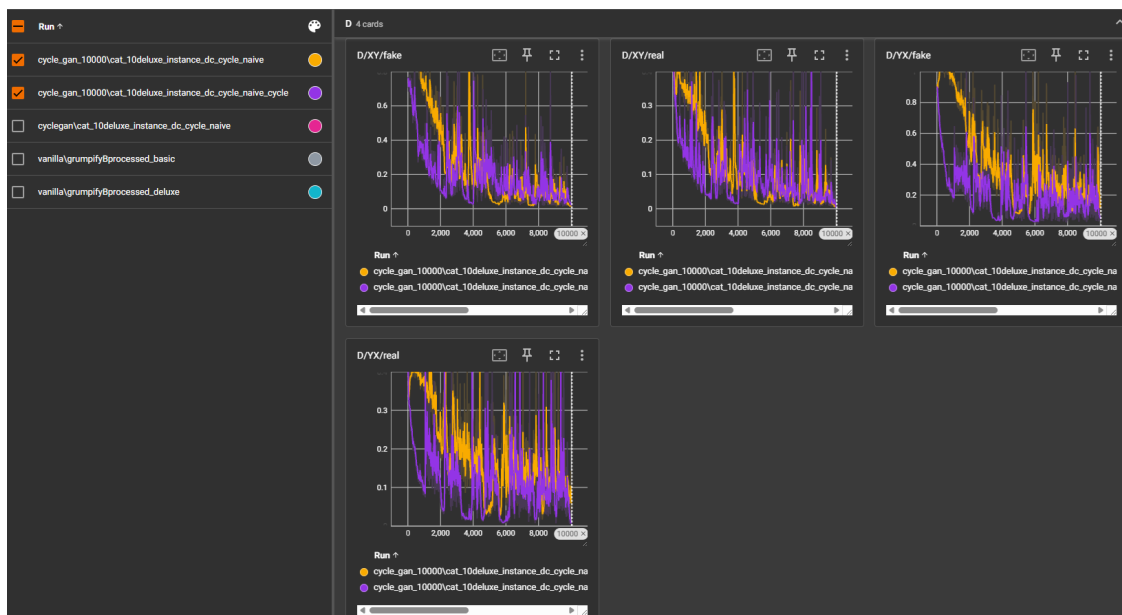 Run ↑
cycle_gan_10000\cat_10deluxe_instance_dc_cycle_naive
cycle_gan_10000\cat_10deluxe_instance_dc_cycle_naive_cycle
cyclegan\cat_10deluxe_instance_dc_cycle_naive
vanilla\grumpifyBprocessed_basic
vanilla\grumpifyBprocessed_deluxe
D 4 cards
D/XY/fake
0.6
0.4
0.2
0
0 2,000 4,000 6,000 8,000 10000 ×
Run ↑
cycle_gan_10000\cat_10deluxe_instance_dc_cycle_na
cycle_gan_10000\cat_10deluxe_instance_dc_cycle_na
D/XY/real
0.3
0.2
0.1
0
0 2,000 4,000 6,000 8,000 10000 ×
Run ↑
cycle_gan_10000\cat_10deluxe_instance_dc_cycle_na
cycle_gan_10000\cat_10deluxe_instance_dc_cycle_na
D/YX/fake
0.8
0.6
0.4
0.2
0 2,000 4,000 6,000 8,000 10000 ×
Run ↑
cycle_gan_10000\cat_10deluxe_instance_dc_cycle_na
cycle_gan_10000\cat_10deluxe_instance_dc_cycle_na
D/YX/real
0.3
0.2
0.1
0 2,000 4,000 6,000 8,000 10000 ×
Run ↑
cycle_gan_10000\cat_10deluxe_instance_dc_cycle_na
cycle_gan_10000\cat_10deluxe_instance_dc_cycle_na